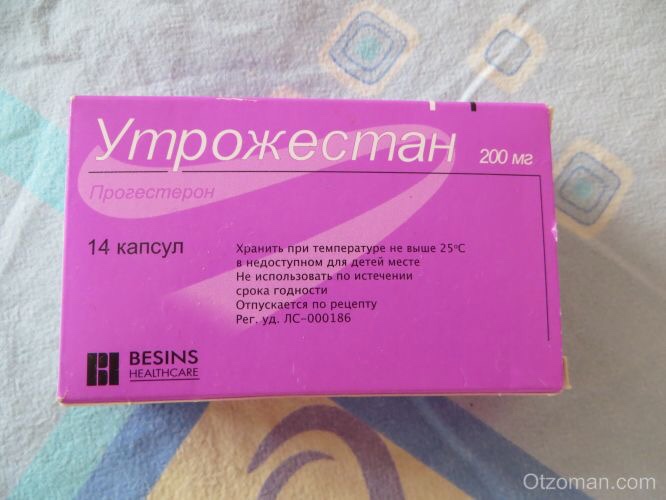 Утрожестан 200 мг
Прогестерон
14 капсул
Хранить при температуре не выше 25°С
в недоступном для детей месте
Не использовать по истечении
срока годности
Отпускается по рецепту
Рег. уд. ЛС-000186
BESINS
HEALTHCARE
Otzoman.com